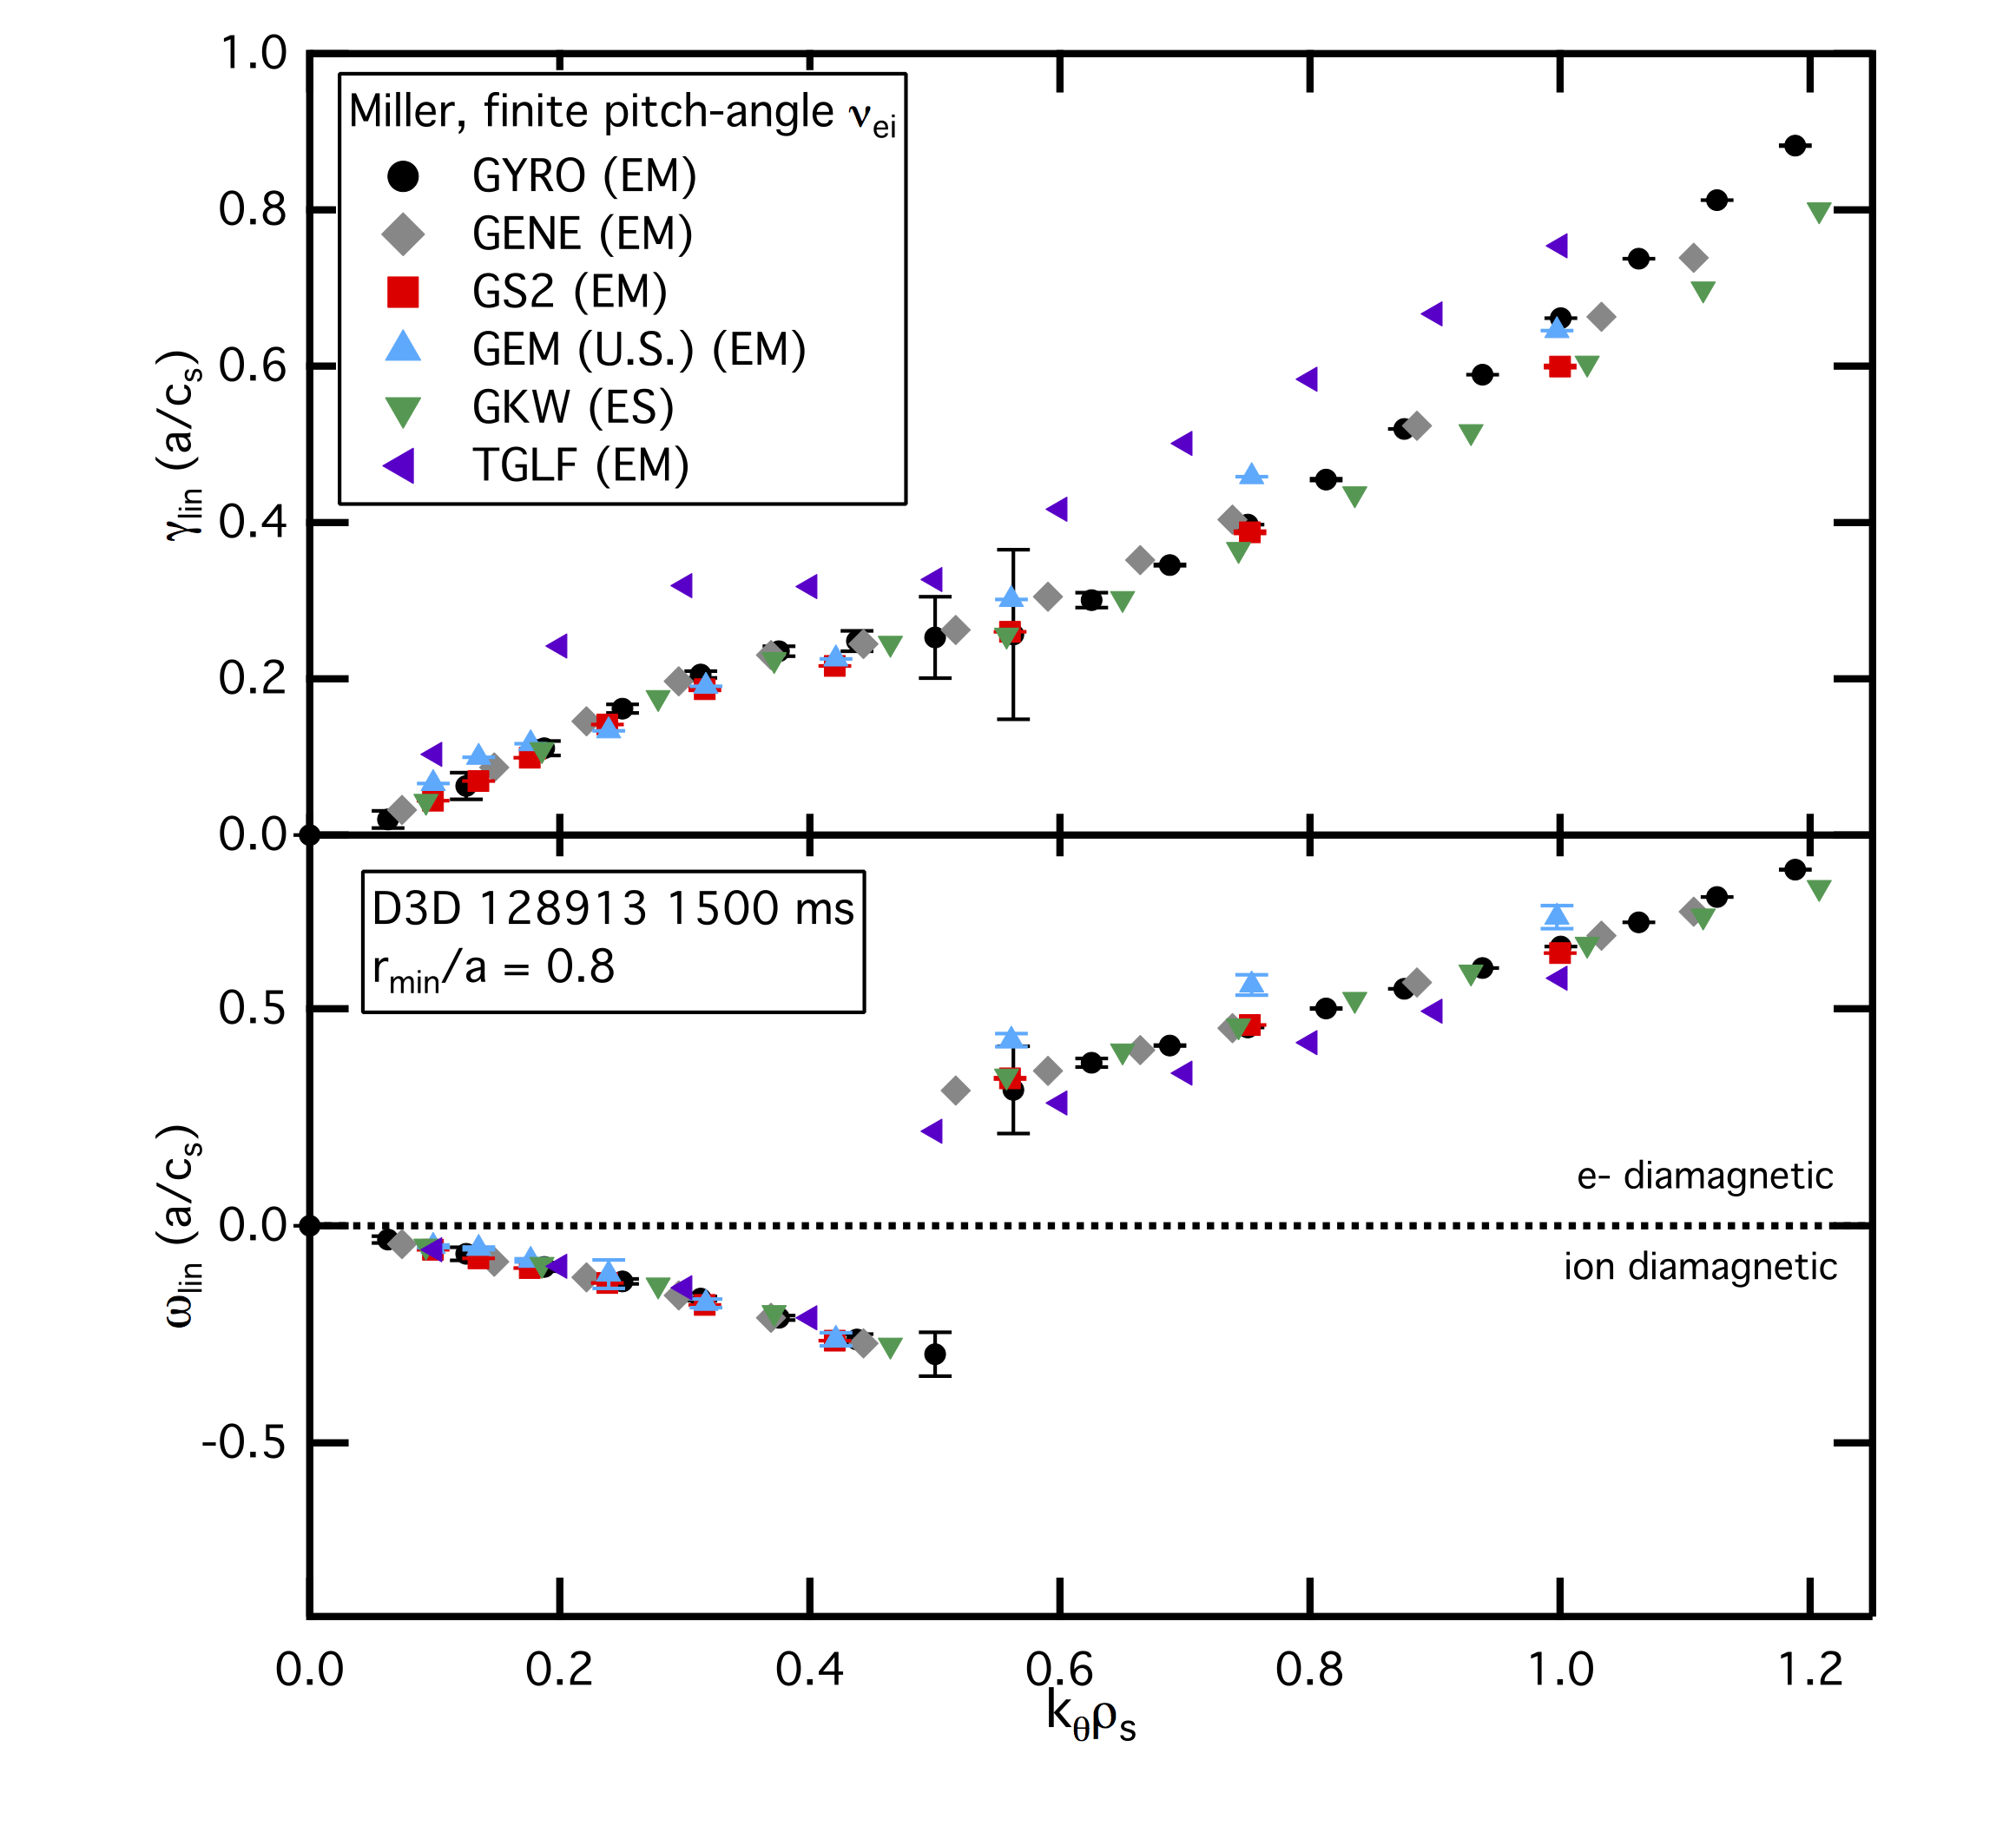 1.0
0.8
0.6
0.4
0.2
0.0
γlin (a/cs)
Miller, finite pitch-angle νei
GYRO (EM)
GENE (EM)
GS2 (EM)
GEM (U.S.) (EM)
GKW (ES)
TGLF (EM)
D3D 128913 1500 ms
rmin/a = 0.8
0.5
0.0
-0.5
ωlin (a/cs)
e- diamagnetic
ion diamagnetic
0.0 0.2 0.4 0.6 0.8 1.0 1.2
kθρs